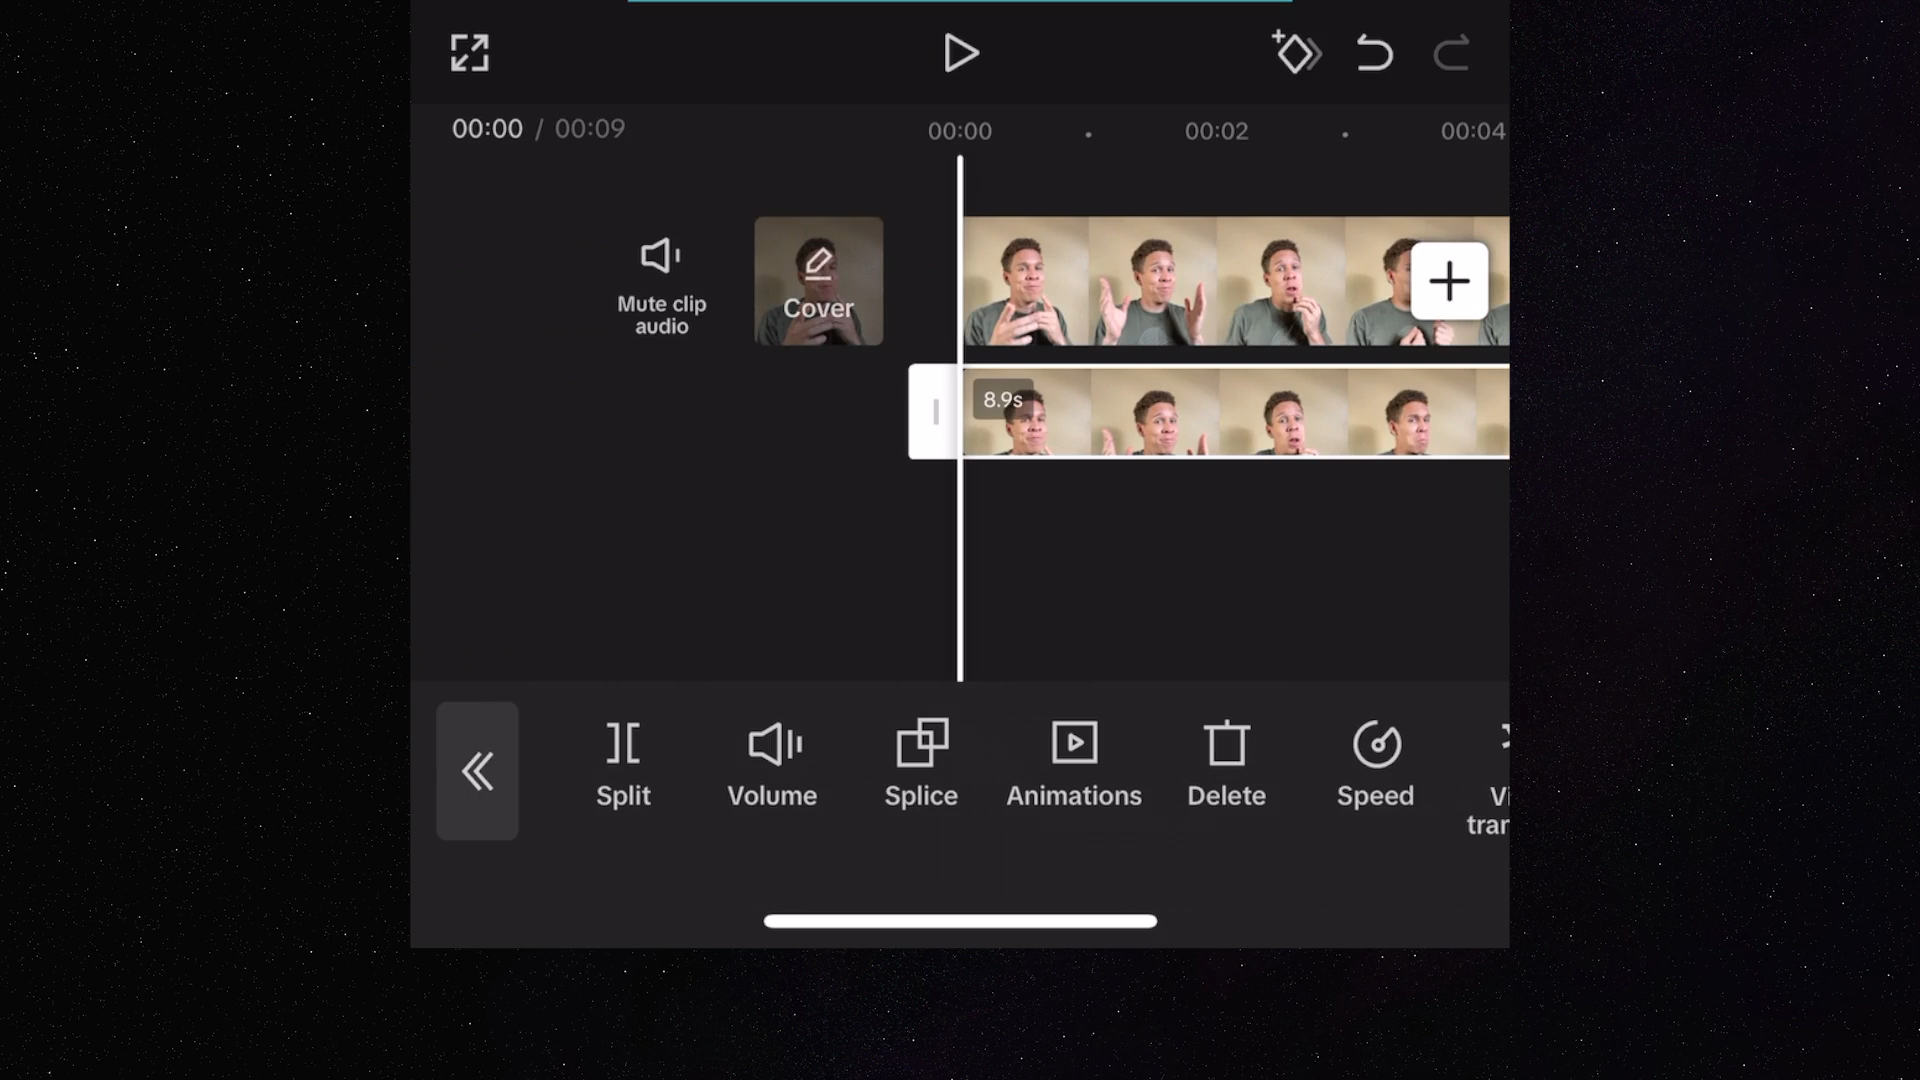 00:00 / 00:09
00:00
00:02
00:04
Mute clip
audio
Cover
8.9s
Split
Volume
Splice
Animations
Delete
Speed